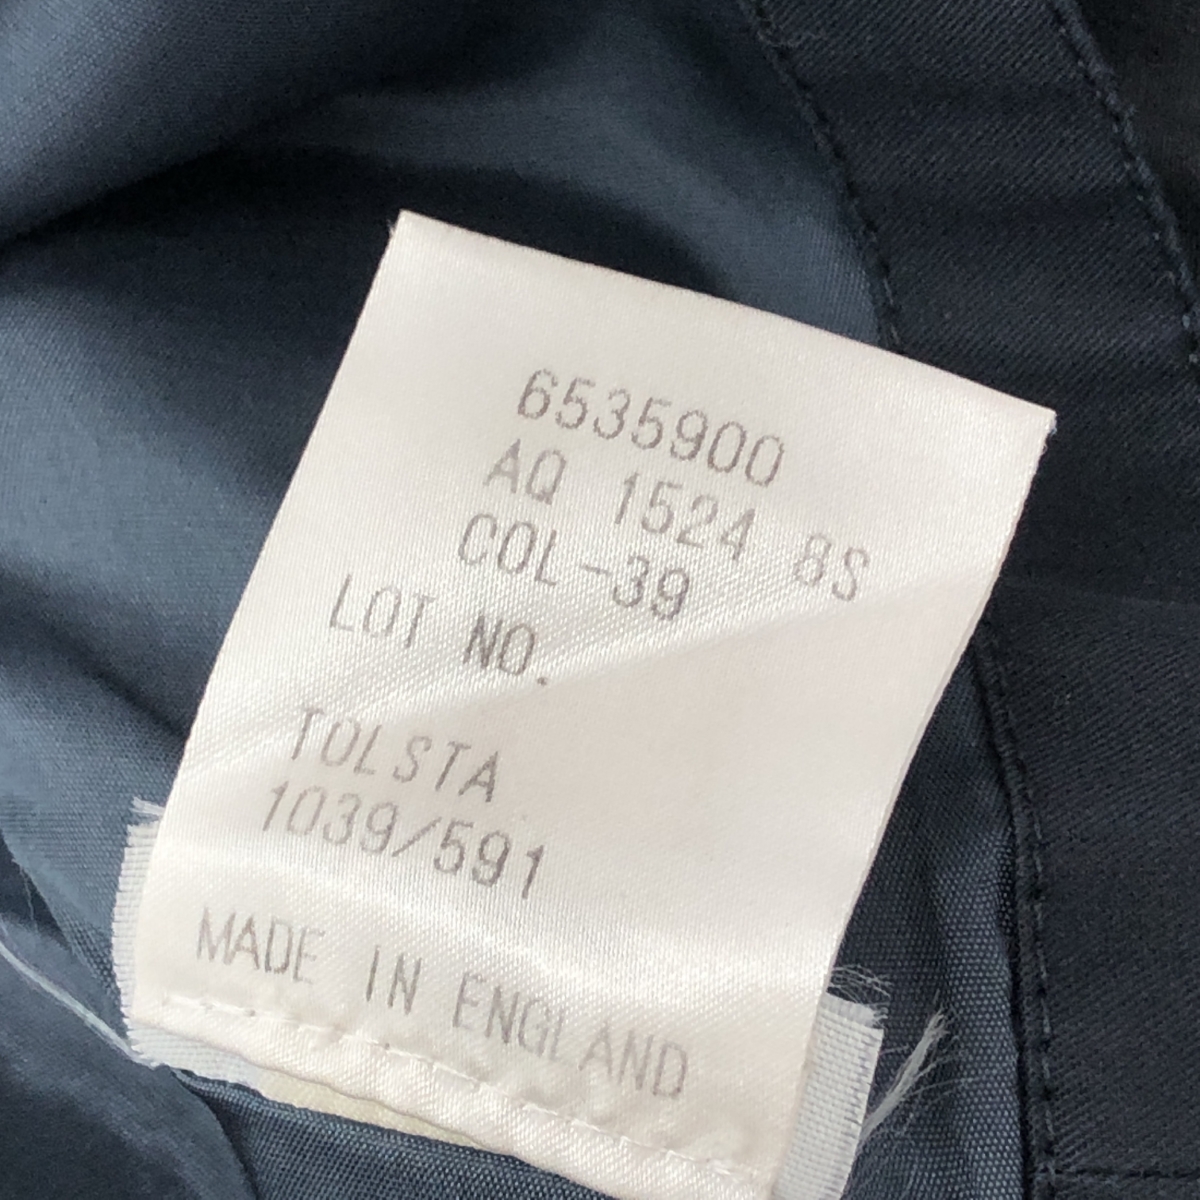 6535900
AQ 1524 8S
COL-39
LOT NO.
TOLSTA
1039/591
MADE IN ENGLAND